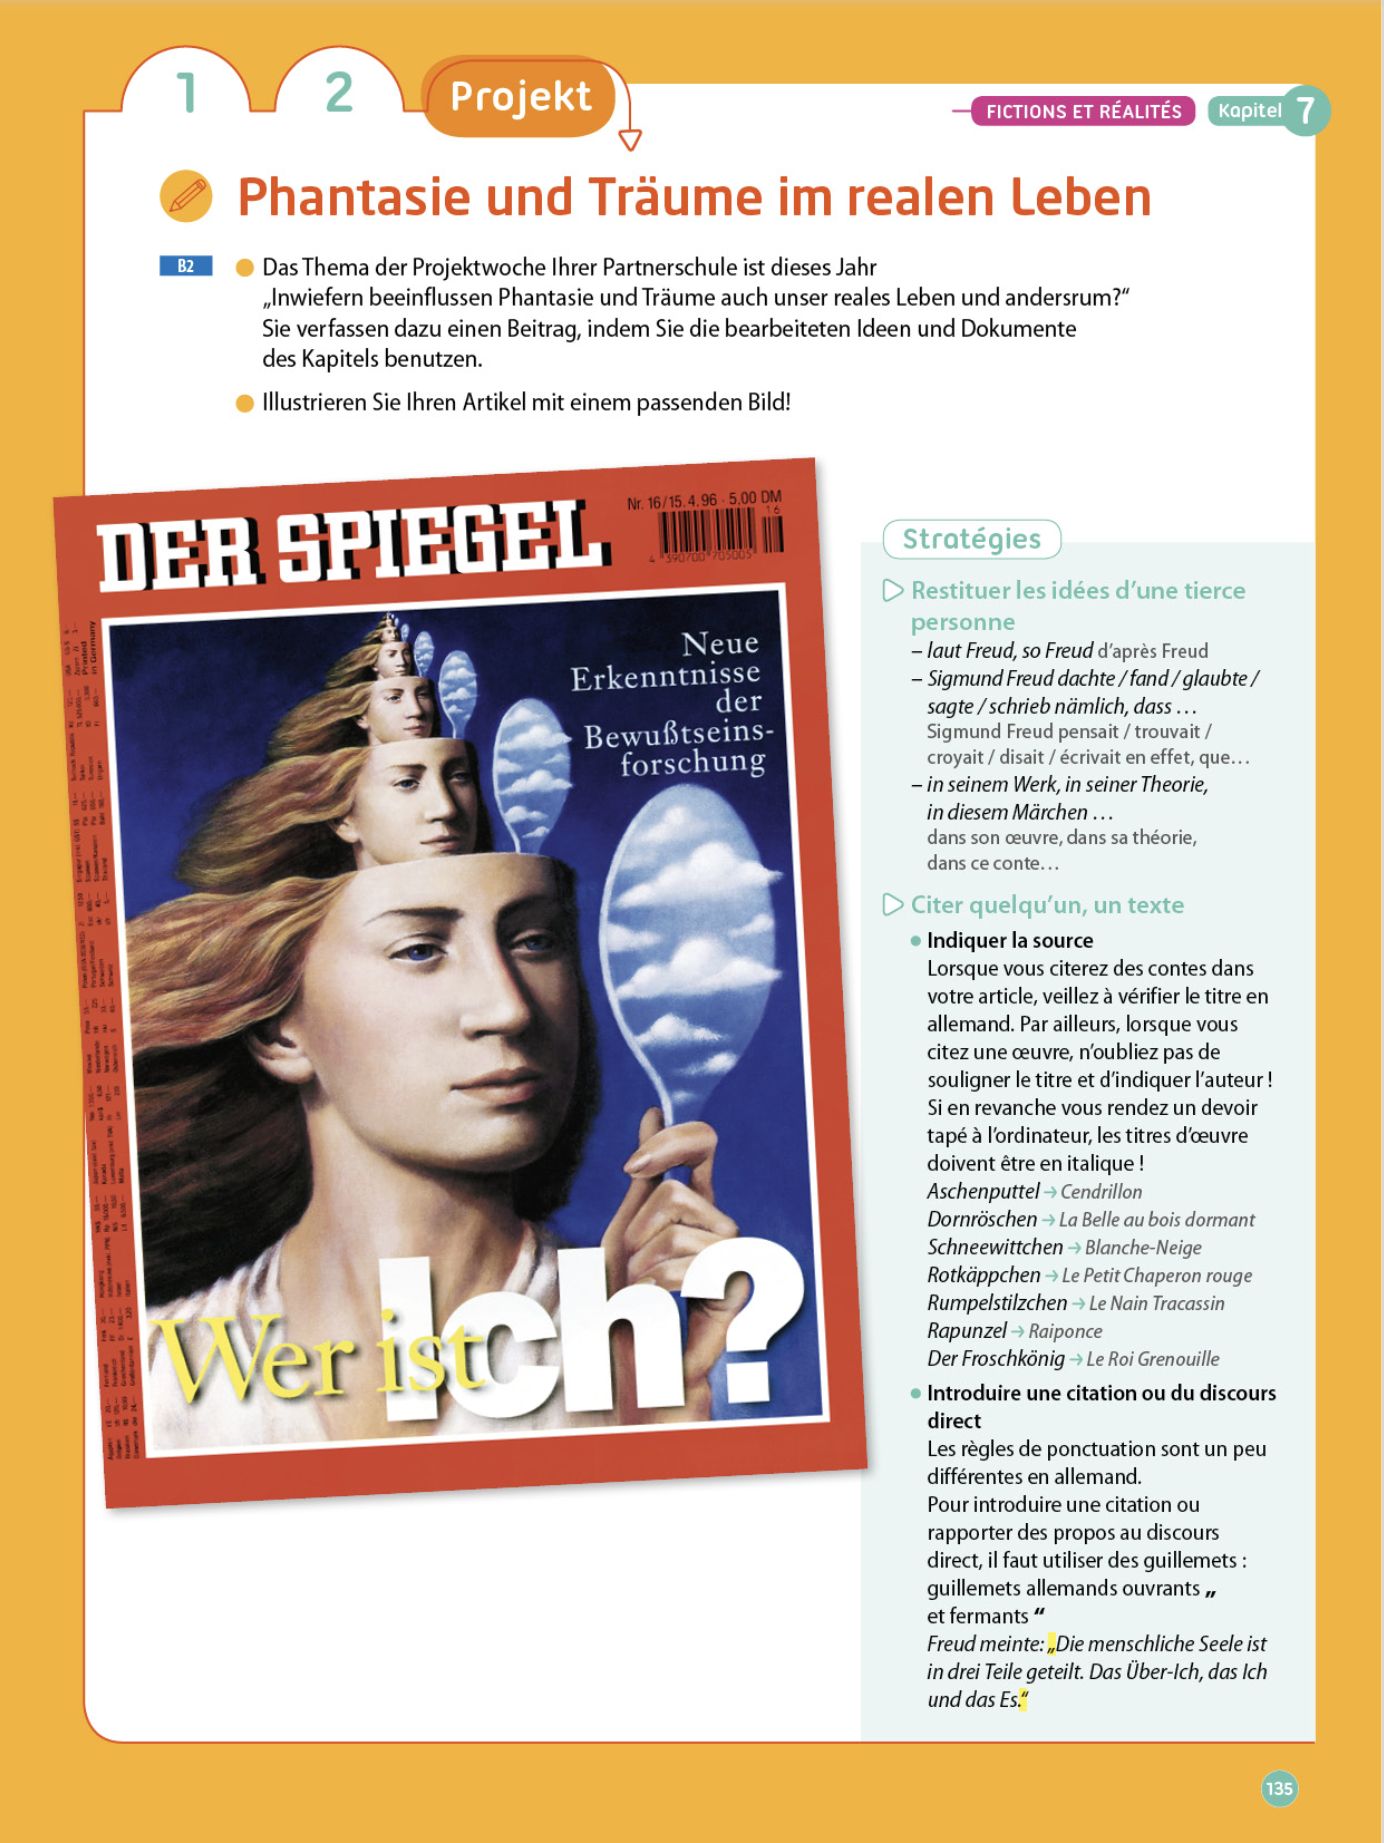 1
2
Projekt
FICTIONS ET RÉALITÉS
Kapitel 7
Phantasie und Träume im realen Leben
B2
Das Thema der Projektwoche Ihrer Partnerschule ist dieses Jahr
„Inwiefern beeinflussen Phantasie und Träume auch unser reales Leben und andersrum?“
Sie verfassen dazu einen Beitrag, indem Sie die bearbeiteten Ideen und Dokumente
des Kapitels benutzen.
Illustrieren Sie Ihren Artikel mit einem passenden Bild!
Nr. 16/15.4.96 · 5,00 DM
DER SPIEGEL
16
4 390700 705005
Printed
in Germany
Neue
Erkenntnisse
der
Bewußtseins-
forschung
Wer ist Ich?
Stratégies
Restituer les idées d’une tierce
personne
– laut Freud, so Freud d’après Freud
– Sigmund Freud dachte / fand / glaubte /
sagte / schrieb nämlich, dass …
Sigmund Freud pensait / trouvait /
croyait / disait / écrivait en effet, que…
– in seinem Werk, in seiner Theorie,
in diesem Märchen …
dans son œuvre, dans sa théorie,
dans ce conte…
Citer quelqu’un, un texte
• Indiquer la source
Lorsque vous citerez des contes dans
votre article, veillez à vérifier le titre en
allemand. Par ailleurs, lorsque vous
citez une œuvre, n’oubliez pas de
souligner le titre et d’indiquer l’auteur !
Si en revanche vous rendez un devoir
tapé à l’ordinateur, les titres d’œuvre
doivent être en italique !
Aschenputtel → Cendrillon
Dornröschen → La Belle au bois dormant
Schneewittchen → Blanche-Neige
Rotkäppchen → Le Petit Chaperon rouge
Rumpelstilzchen → Le Nain Tracassin
Rapunzel → Raiponce
Der Froschkönig → Le Roi Grenouille
• Introduire une citation ou du discours
direct
Les règles de ponctuation sont un peu
différentes en allemand.
Pour introduire une citation ou
rapporter des propos au discours
direct, il faut utiliser des guillemets :
guillemets allemands ouvrants „
et fermants “
Freud meinte: „Die menschliche Seele ist
in drei Teile geteilt. Das Über-Ich, das Ich
und das Es.“
135